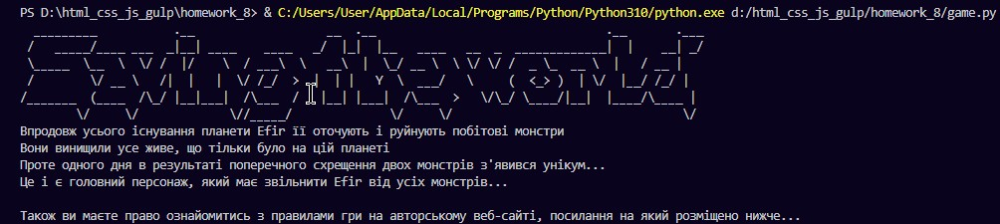 PS D:\html_css_js_gulp\homework_8> & C:/Users/User/AppData/Local/Programs/Python/Python310/python.exe d:/html_css_js_gulp/homework_8/game.py
Впродовж усього існування планети Efir її оточують і руйнують побітові монстри
Вони винищили усе живе, що тільки було на цій планеті
Проте одного дня в результаті поперечного схрещення двох монстрів з'явився унікум...
Це і є головний персонаж, який має звільнити Efir від усіх монстрів...
Також ви маєте право ознайомитись з правилами гри на авторському веб-сайті, посилання на який розміщено нижче...